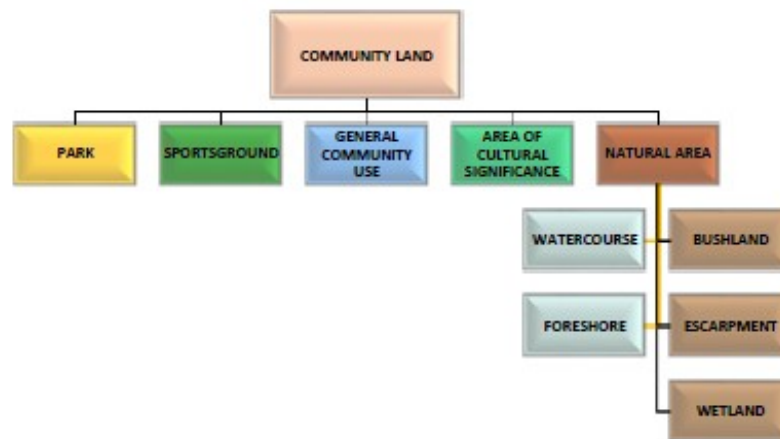 COMMUNITY LAND
PARK
SPORTSGROUND
GENERAL
COMMUNITY
USE
AREA OF
CULTURAL
SIGNIFICANCE
NATURAL AREA
WATERCOURSE
BUSHLAND
FORESHORE
ESCARPMENT
WETLAND